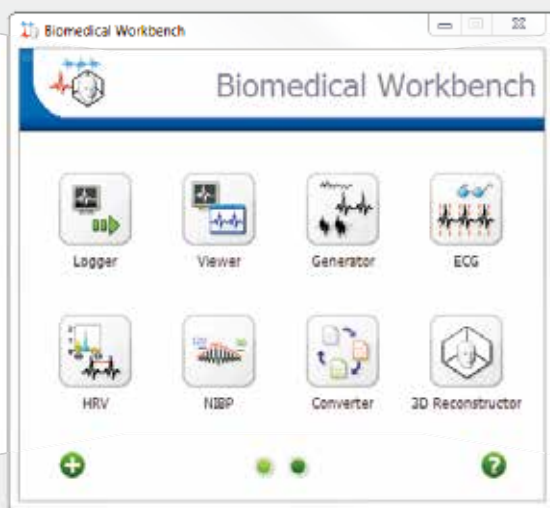 Biomedical Workbench
Biomedical Workbench
Logger Viewer Generator ECG
HRV NIBP Converter 3D Reconstructor